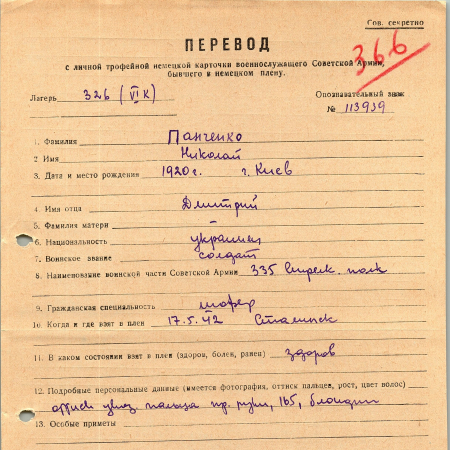 Сов. секретно
366
ПЕРЕВОД
с личной трофейной немецкой карточки военнослужащего Советской Армии,
бывшего в немецком плену.
Лагерь 326 (VI K) Опознавательный знак
№ 113939
1. Фамилия Панченко
2 Имя Николай
3. Дата и место рождения 1920 г. г. Киев
4. Имя отца Дмитрий
5. Фамилия матери –
6. Национальность украинец
7. Воинское звание солдат
8. Наименование воинской части Советской Армии 335 стрелк. полк
9. Гражданская специальность шофер
10. Когда и где взят в плен 17.5.42 Сталинск
11. В каком состоянии взят в плен (здоров, болен, ранен) здоров
12. Подробные персональные данные (имеется фотография, оттиск пальцев, рост, цвет волос)
оттиск указ. пальца пр. руки, 165, блондин
13. Особые приметы